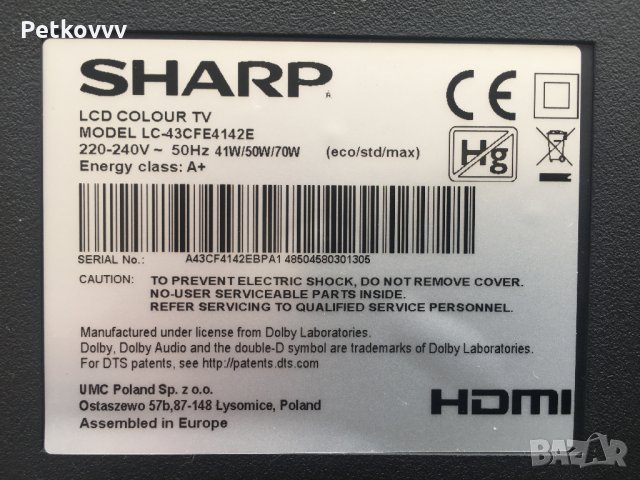 Petkovvv
SHARP
LCD COLOUR TV
MODEL LC-43CFE4142E
220-240V ~ 50Hz 41W/50W/70W (eco/std/max)
Energy class: A+
CE
Hg
SERIAL No.: A43CF4142EBPA1 48504580301305
CAUTION: TO PREVENT ELECTRIC SHOCK, DO NOT REMOVE COVER.
NO-USER SERVICEABLE PARTS INSIDE.
REFER SERVICING TO QUALIFIED SERVICE PERSONNEL.
Manufactured under license from Dolby Laboratories.
Dolby, Dolby Audio and the double-D symbol are trademarks of Dolby Laboratories.
For DTS patents, see http://patents.dts.com
UMC Poland Sp. z o.o.
Ostaszewo 57b,87-148 Łysomice, Poland
Assembled in Europe
HDMI
BAZAR